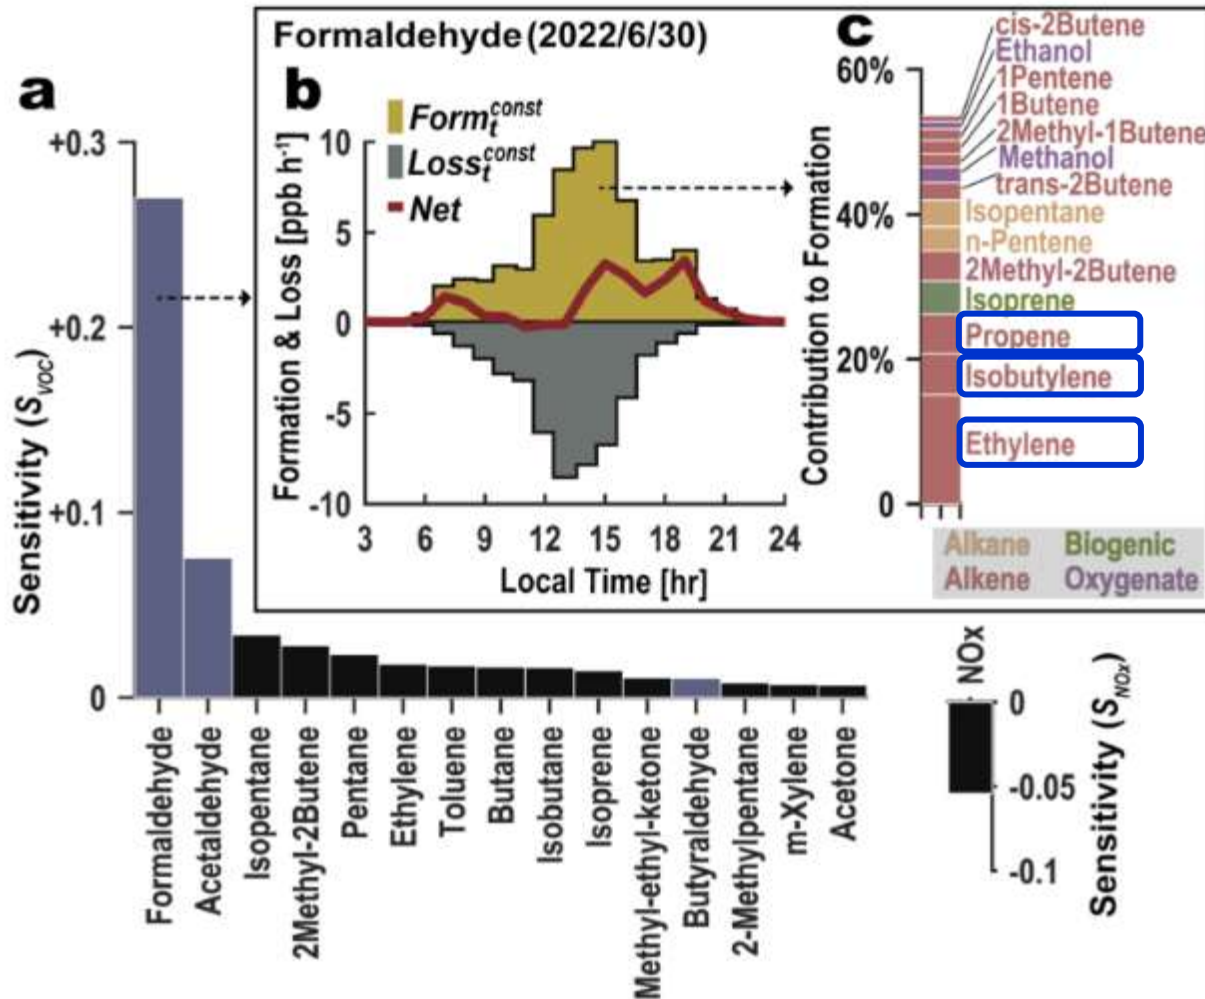 Formaldehyde (2022/6/30)
a
Sensitivity (S_VOC)
+0.3
+0.2
+0.1
0
Formaldehyde
Acetaldehyde
Isopentane
2Methyl-2Butene
Pentane
Ethylene
Toluene
Butane
Isobutane
Isoprene
Methyl-ethyl-ketone
Butyraldehyde
2-Methylpentane
m-Xylene
Acetone
b
Form_t^const
Loss_t^const
Net
Formation & Loss [ppb h⁻¹]
10
5
0
-5
-10
3 6 9 12 15 18 21 24
Local Time [hr]
c
Contribution to Formation
60%
40%
20%
0
cis-2Butene
Ethanol
1Pentene
1Butene
2Methyl-1Butene
Methanol
trans-2Butene
Isopentane
n-Pentene
2Methyl-2Butene
Isoprene
Propene
Isobutylene
Ethylene
Alkane Biogenic
Alkene Oxygenate
NOx
0
-0.05
-0.1
Sensitivity (S_NOx)